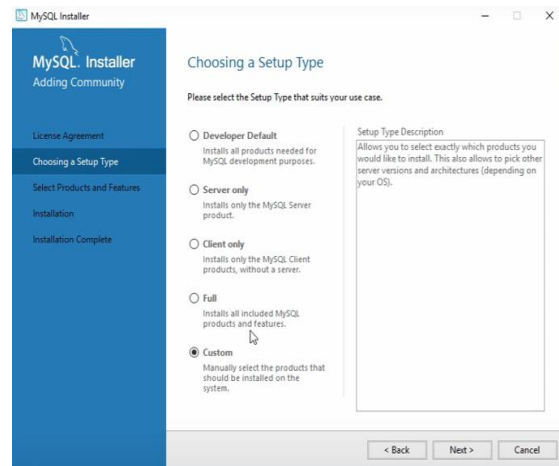 MySQL Installer
MySQL. Installer
Adding Community
License Agreement
Choosing a Setup Type
Select Products and Features
Installation
Installation Complete
Choosing a Setup Type
Please select the Setup Type that suits your use case.
Developer Default
Installs all products needed for
MySQL development purposes.
Server only
Installs only the MySQL Server
product.
Client only
Installs only the MySQL Client
products, without a server.
Full
Installs all included MySQL
products and features.
Custom
Manually select the products that
should be installed on the
system.
Setup Type Description
Allows you to select exactly which products you
would like to install. This also allows to pick other
server versions and architectures (depending on
your OS).
< Back
Next >
Cancel